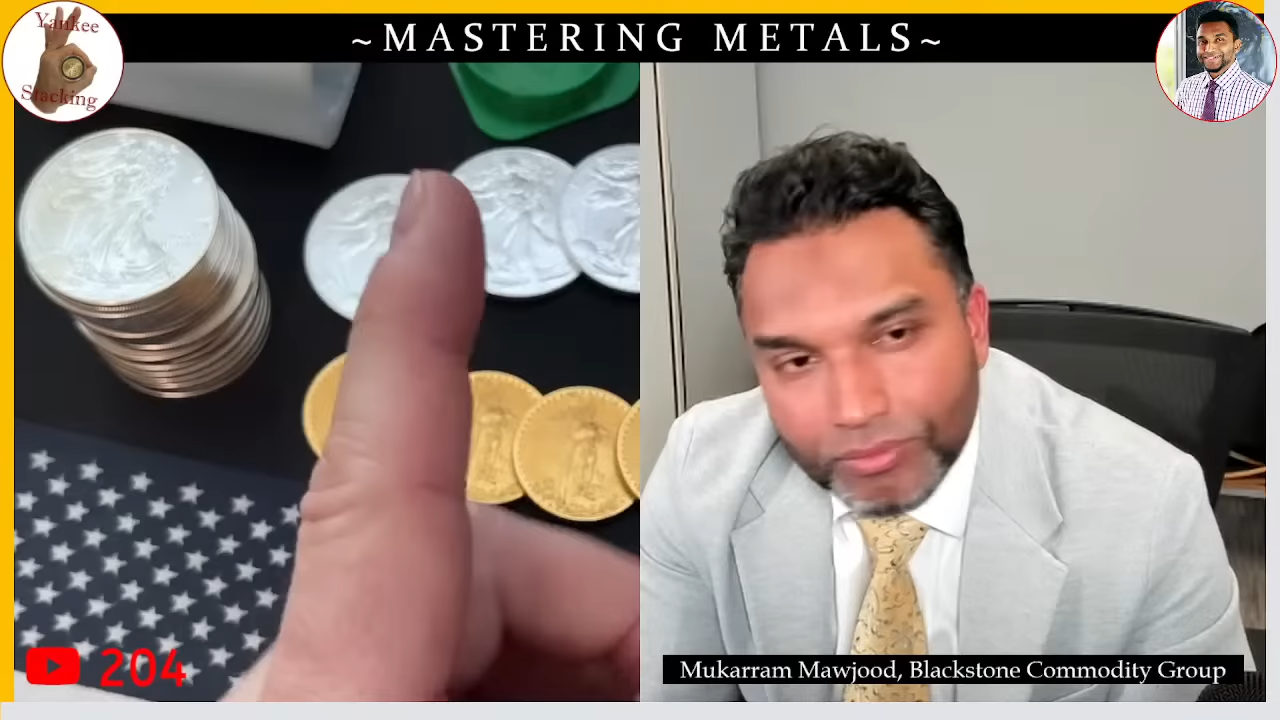 Yankee
Stacking
~MASTERING METALS~
204
Mukarram Mawjood, Blackstone Commodity Group